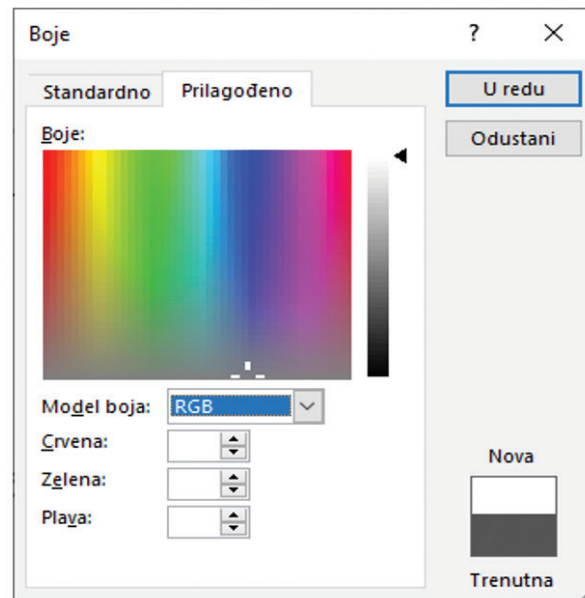 Boje ? ×
Standardno Prilagođeno
U redu
Odustani
Boje:
Model boja: RGB
Crvena:
Zelena:
Plava:
Nova
Trenutna